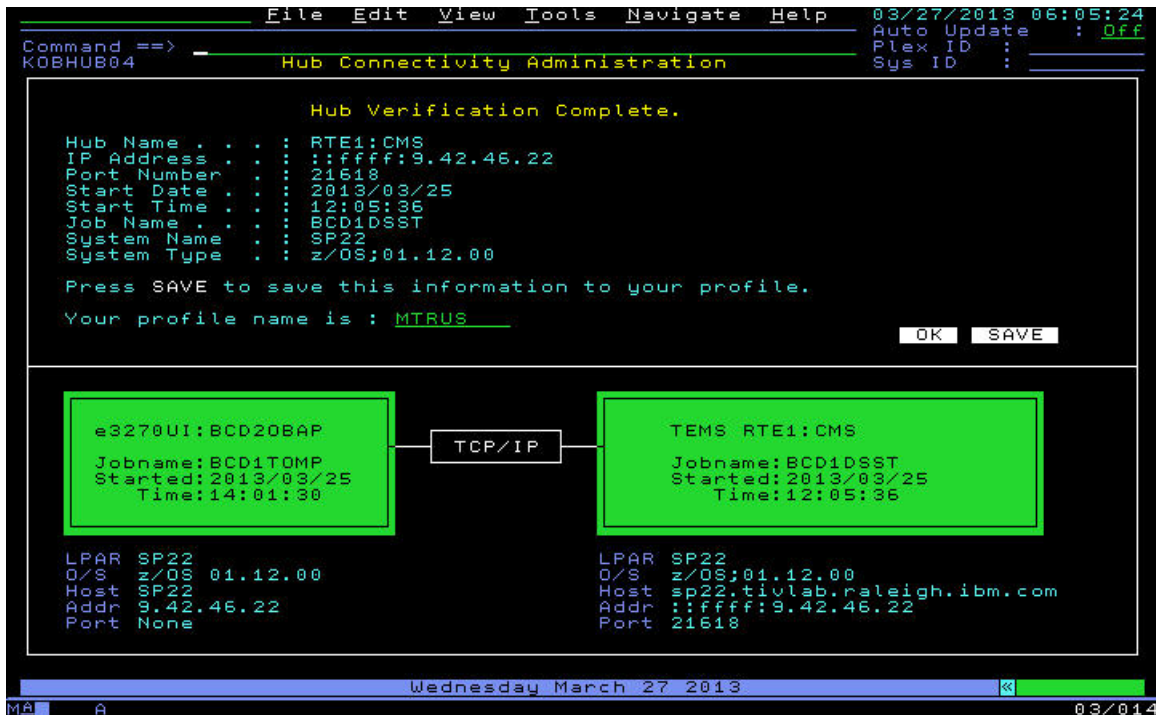 File Edit View Tools Navigate Help 03/27/2013 06:05:24
Auto Update : Off
Command ==> Plex ID :
KOBHUB04 Hub Connectivity Administration Sys ID :
Hub Verification Complete.
Hub Name . . . : RTE1:CMS
IP Address . . : ::ffff:9.42.46.22
Port Number . . : 21618
Start Date . . : 2013/03/25
Start Time . . : 12:05:36
Job Name . . . : BCD1DSST
System Name . : SP22
System Type . : z/OS;01.12.00
Press SAVE to save this information to your profile.
Your profile name is : MTRUS
OK SAVE
e3270UI:BCD2OBAP
Jobname:BCD1TOMP
Started:2013/03/25
Time:14:01:30
TCP/IP
TEMS RTE1:CMS
Jobname:BCD1DSST
Started:2013/03/25
Time:12:05:36
LPAR SP22
O/S z/OS 01.12.00
Host SP22
Addr 9.42.46.22
Port None
LPAR SP22
O/S z/OS;01.12.00
Host sp22.tivlab.raleigh.ibm.com
Addr ::ffff:9.42.46.22
Port 21618
Wednesday March 27 2013 «
MA A 03/014